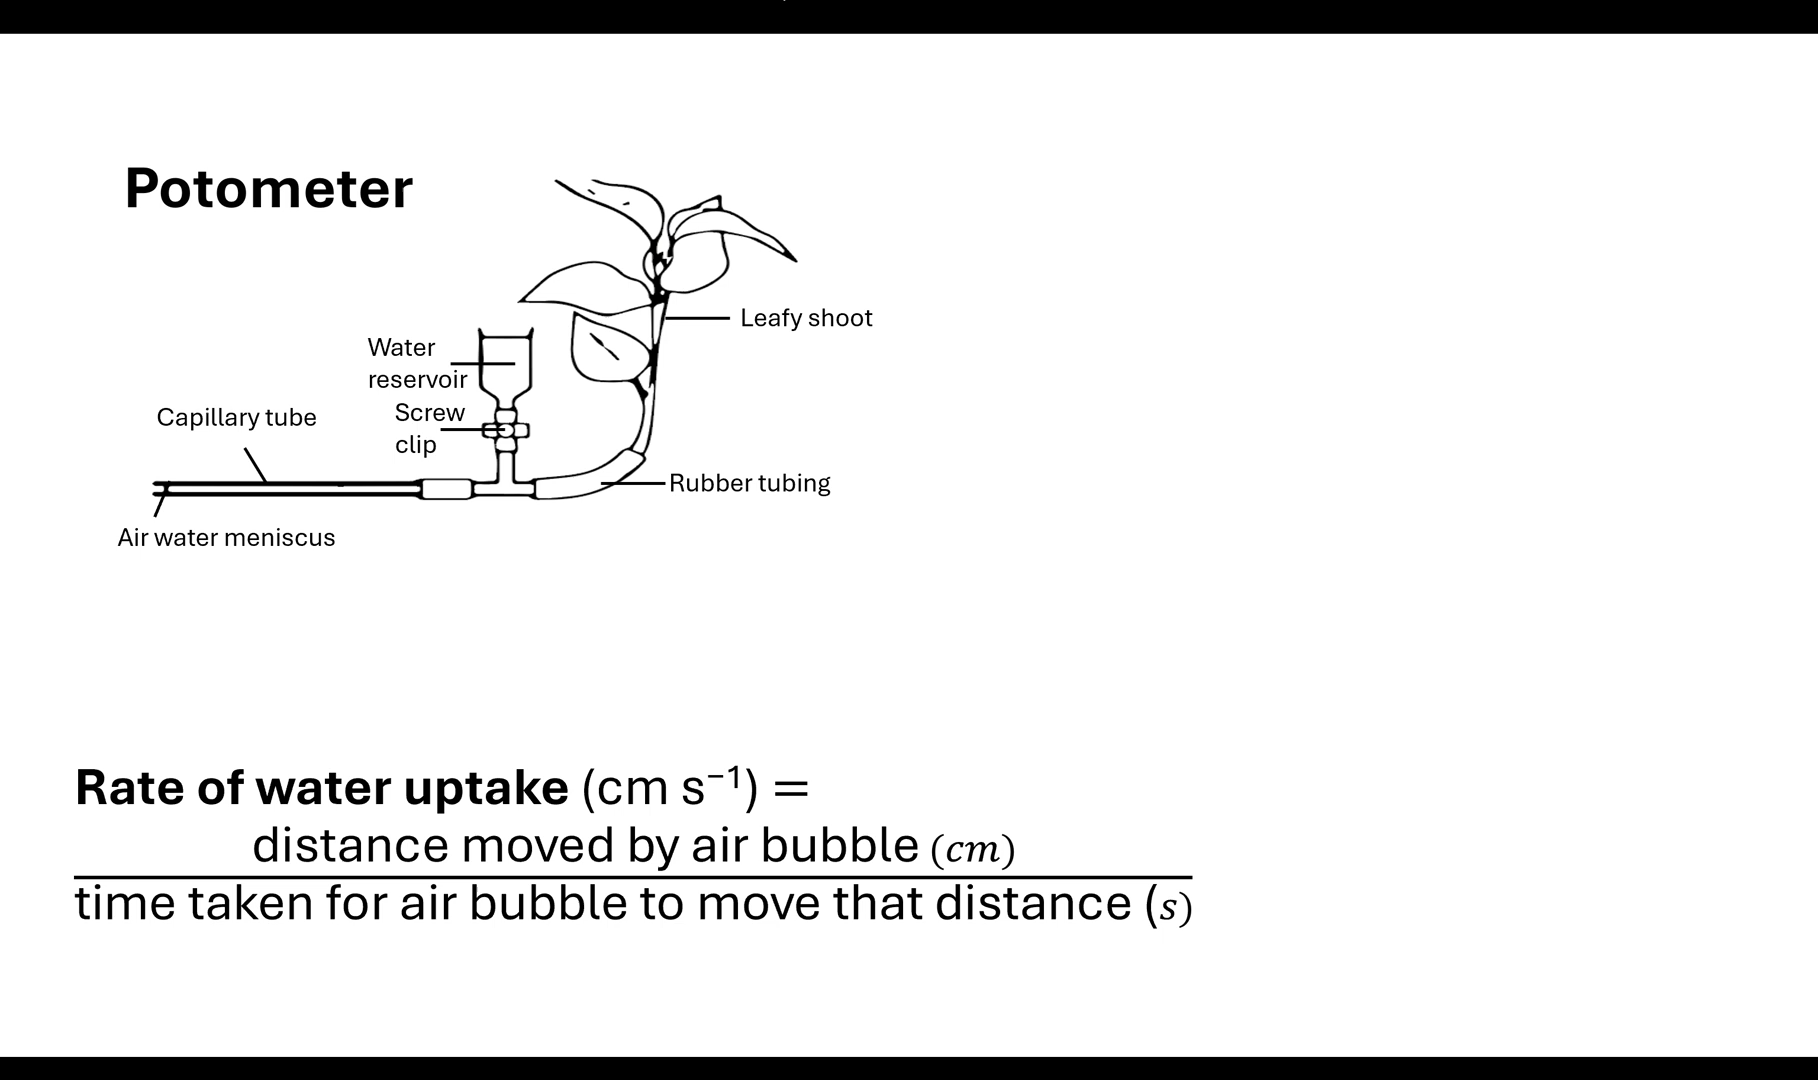 Potometer
Leafy shoot
Water
reservoir
Screw
clip
Capillary tube
Rubber tubing
Air water meniscus
Rate of water uptake (cm s⁻¹) =
distance moved by air bubble (cm)
time taken for air bubble to move that distance (s)